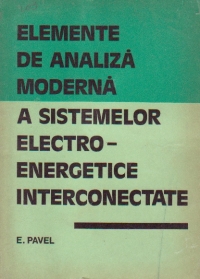 ELEMENTE
DE ANALIZĂ
MODERNĂ
A SISTEMELOR
ELECTRO-
ENERGETICE
INTERCONECTATE
E. PAVEL